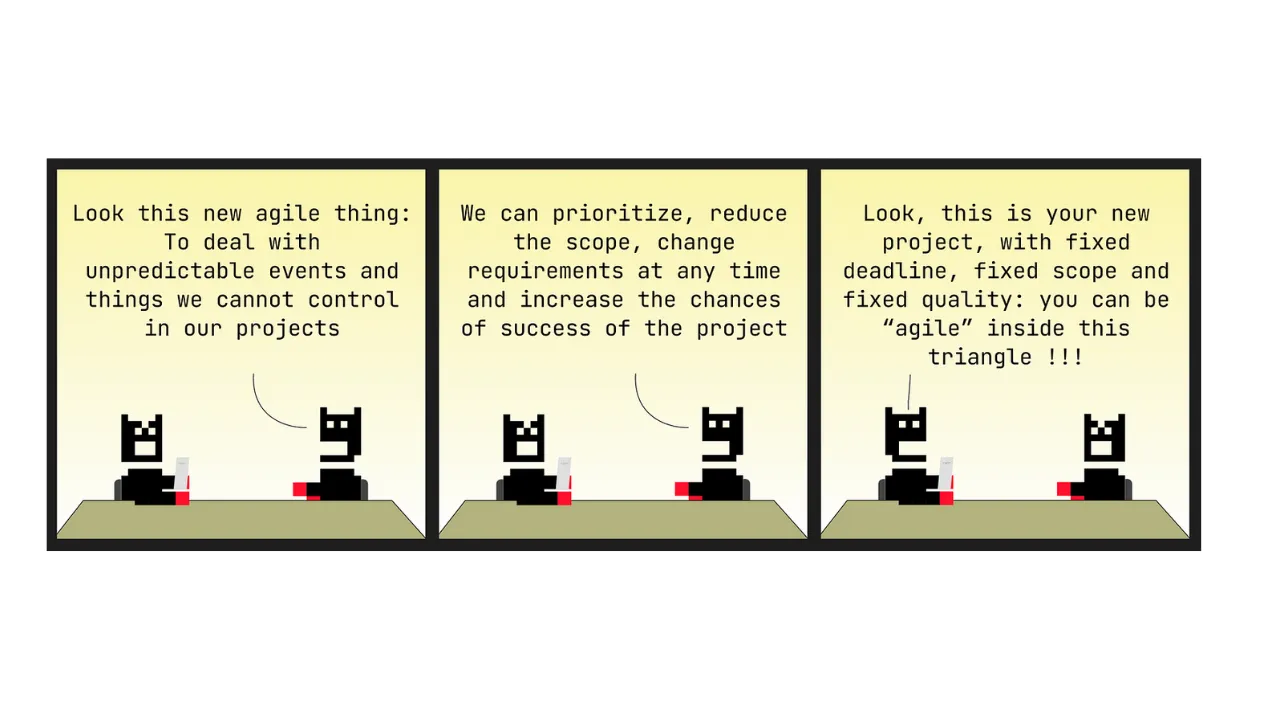 Look this new agile thing:
To deal with
unpredictable events and
things we cannot control
in our projects
We can prioritize, reduce
the scope, change
requirements at any time
and increase the chances
of success of the project
Look, this is your new
project, with fixed
deadline, fixed scope and
fixed quality: you can be
“agile” inside this
triangle !!!